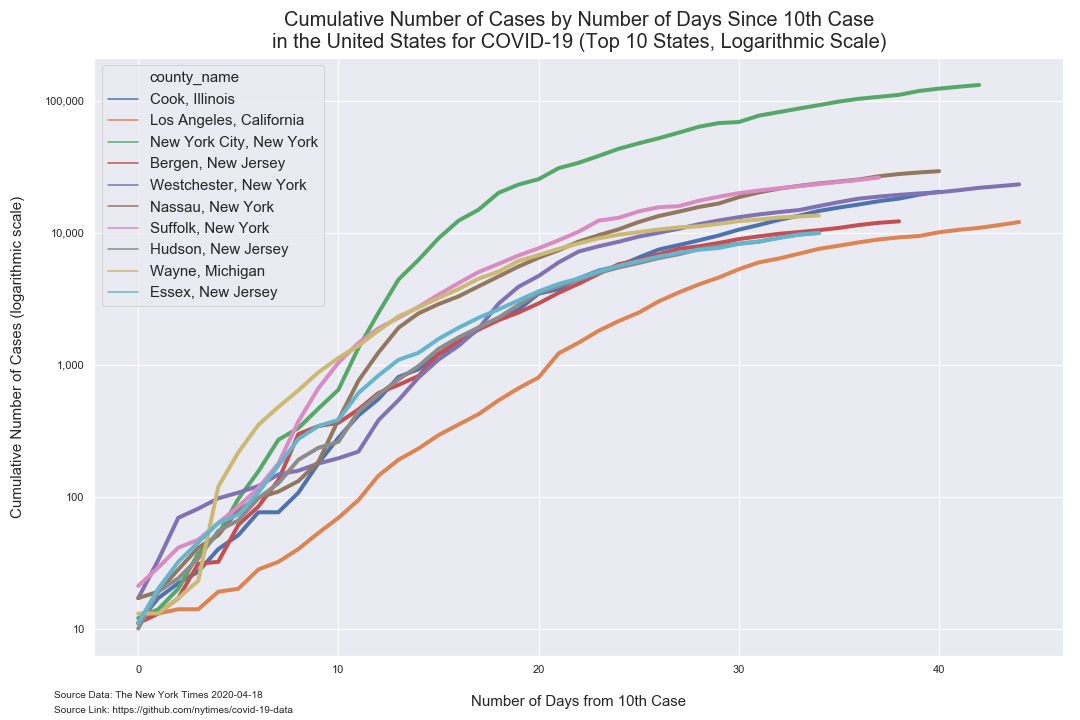 Cumulative Number of Cases by Number of Days Since 10th Case
in the United States for COVID-19 (Top 10 States, Logarithmic Scale)
county_name
Cook, Illinois
Los Angeles, California
New York City, New York
Bergen, New Jersey
Westchester, New York
Nassau, New York
Suffolk, New York
Hudson, New Jersey
Wayne, Michigan
Essex, New Jersey
Cumulative Number of Cases (logarithmic scale)
100,000
10,000
1,000
100
10
0 10 20 30 40
Number of Days from 10th Case
Source Data: The New York Times 2020-04-18
Source Link: https://github.com/nytimes/covid-19-data